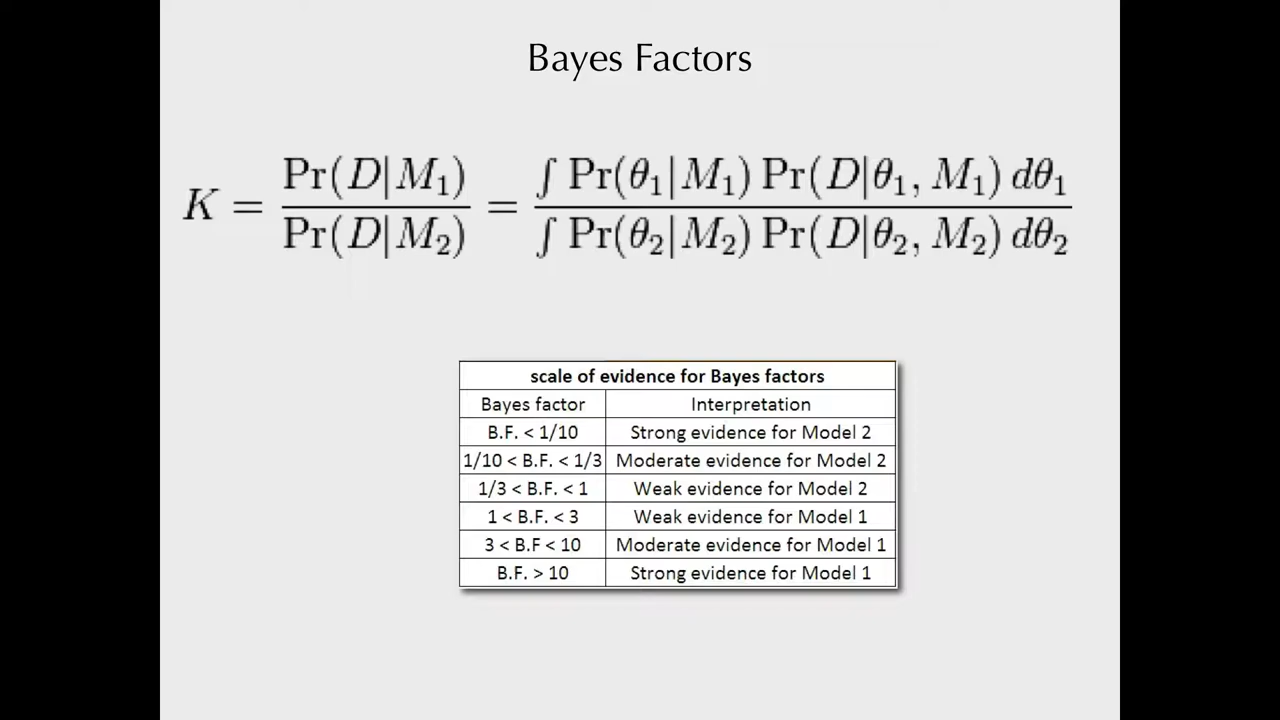 Bayes Factors
K = Pr(D|M₁) / Pr(D|M₂) = ∫ Pr(θ₁|M₁) Pr(D|θ₁, M₁) dθ₁ / ∫ Pr(θ₂|M₂) Pr(D|θ₂, M₂) dθ₂
scale of evidence for Bayes factors
Bayes factor Interpretation
B.F. < 1/10 Strong evidence for Model 2
1/10 < B.F. < 1/3 Moderate evidence for Model 2
1/3 < B.F. < 1 Weak evidence for Model 2
1 < B.F. < 3 Weak evidence for Model 1
3 < B.F < 10 Moderate evidence for Model 1
B.F. > 10 Strong evidence for Model 1